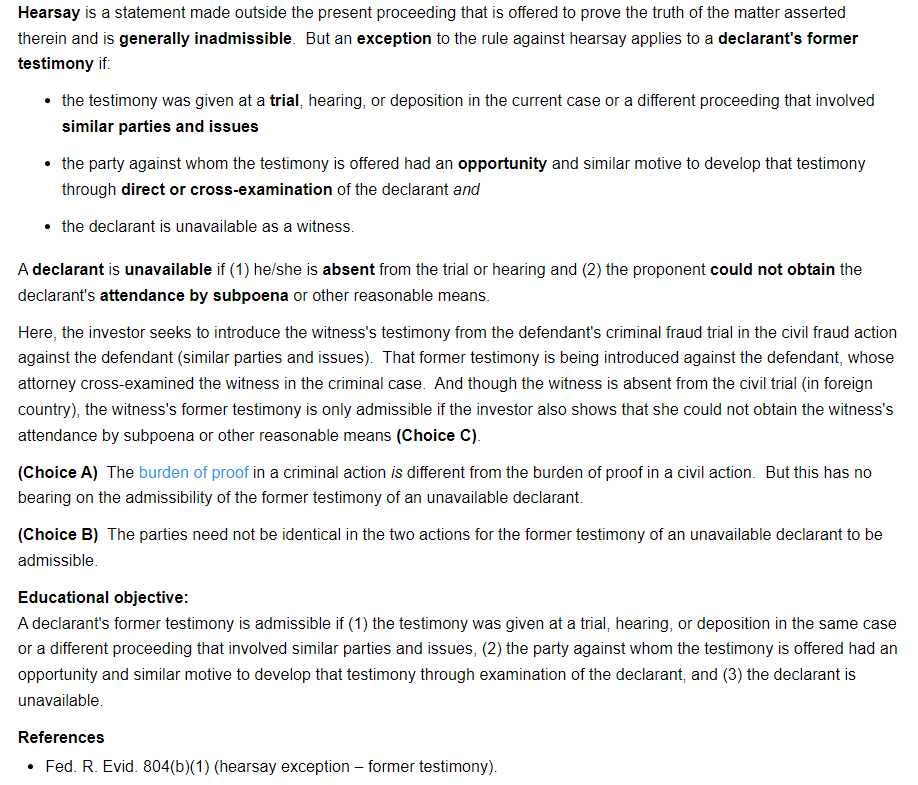 Hearsay is a statement made outside the present proceeding that is offered to prove the truth of the matter asserted
therein and is generally inadmissible. But an exception to the rule against hearsay applies to a declarant's former
testimony if:
• the testimony was given at a trial, hearing, or deposition in the current case or a different proceeding that involved
similar parties and issues
• the party against whom the testimony is offered had an opportunity and similar motive to develop that testimony
through direct or cross-examination of the declarant and
• the declarant is unavailable as a witness.
A declarant is unavailable if (1) he/she is absent from the trial or hearing and (2) the proponent could not obtain the
declarant's attendance by subpoena or other reasonable means.
Here, the investor seeks to introduce the witness's testimony from the defendant's criminal fraud trial in the civil fraud action
against the defendant (similar parties and issues). That former testimony is being introduced against the defendant, whose
attorney cross-examined the witness in the criminal case. And though the witness is absent from the civil trial (in foreign
country), the witness's former testimony is only admissible if the investor also shows that she could not obtain the witness's
attendance by subpoena or other reasonable means (Choice C).
(Choice A) The burden of proof in a criminal action is different from the burden of proof in a civil action. But this has no
bearing on the admissibility of the former testimony of an unavailable declarant.
(Choice B) The parties need not be identical in the two actions for the former testimony of an unavailable declarant to be
admissible.
Educational objective:
A declarant's former testimony is admissible if (1) the testimony was given at a trial, hearing, or deposition in the same case
or a different proceeding that involved similar parties and issues, (2) the party against whom the testimony is offered had an
opportunity and similar motive to develop that testimony through examination of the declarant, and (3) the declarant is
unavailable.
References
• Fed. R. Evid. 804(b)(1) (hearsay exception – former testimony).